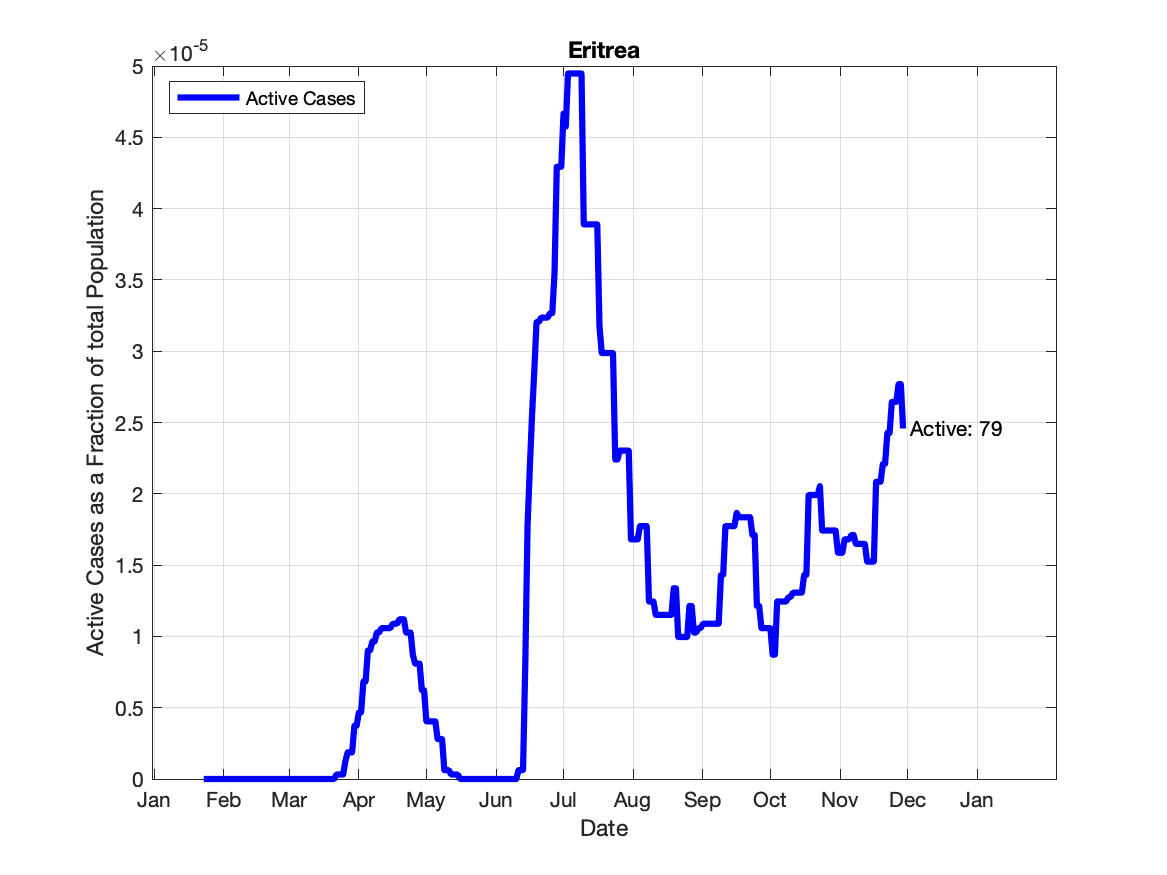 Eritrea
×10-5
Active Cases
5
4.5
4
3.5
3
2.5
2
1.5
1
0.5
0
Active Cases as a Fraction of total Population
Active: 79
Jan Feb Mar Apr May Jun Jul Aug Sep Oct Nov Dec Jan
Date